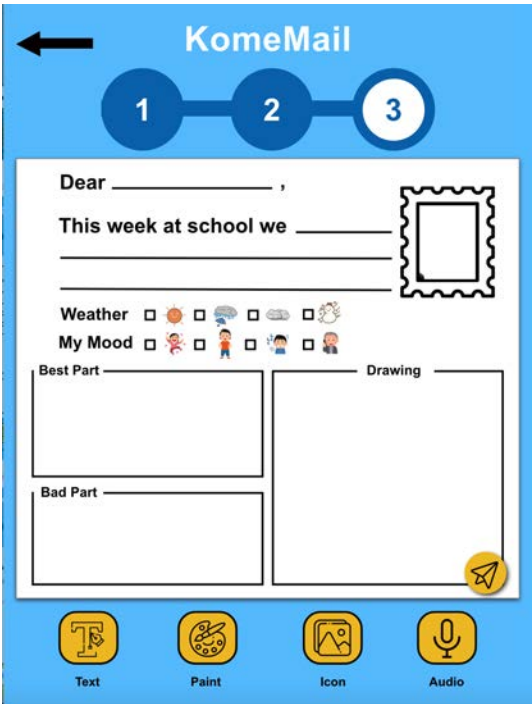 KomeMail
1 2 3
Dear ,
This week at school we
Weather
My Mood
Best Part
Drawing
Bad Part
Text Paint Icon Audio